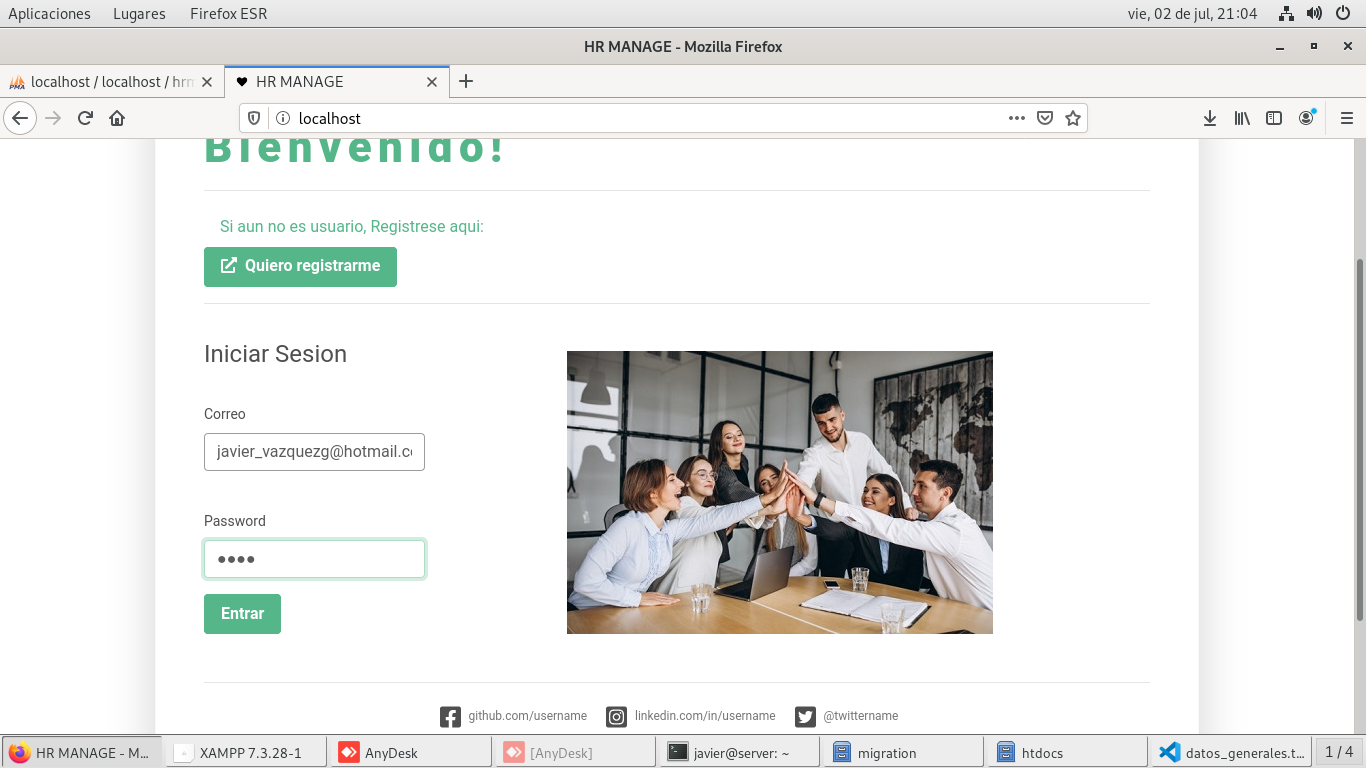 Aplicaciones Lugares Firefox ESR vie, 02 de jul, 21:04
HR MANAGE - Mozilla Firefox
localhost / localhost / hrm HR MANAGE
localhost
Bienvenido!
Si aun no es usuario, Registrese aqui:
Quiero registrarme
Iniciar Sesion
Correo
javier_vazquezg@hotmail.c
Password
Entrar
github.com/username linkedin.com/in/username @twittername
HR MANAGE - M... XAMPP 7.3.28-1 AnyDesk [AnyDesk] javier@server: ~ migration htdocs datos_generales.t... 1 / 4